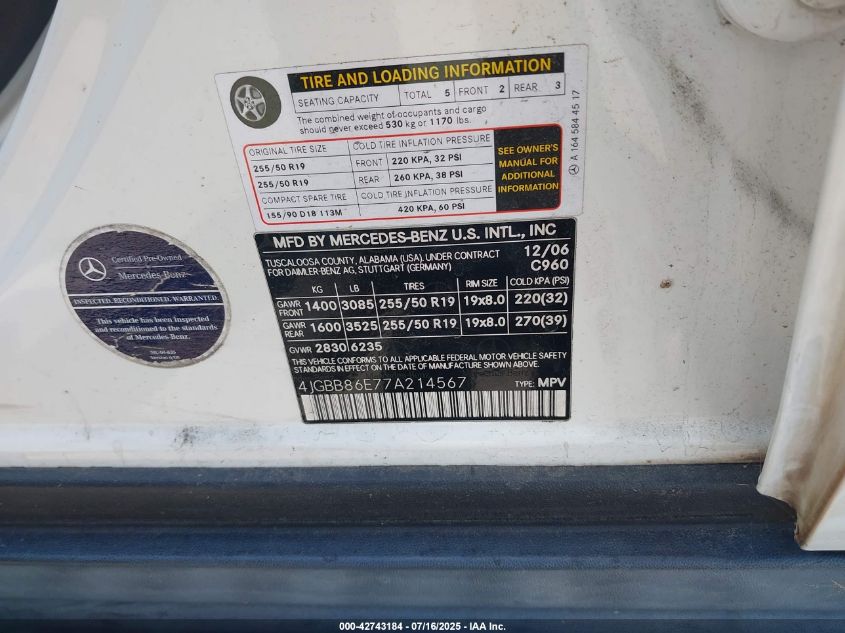 TIRE AND LOADING INFORMATION
SEATING CAPACITY TOTAL 5 FRONT 2 REAR 3
The combined weight of occupants and cargo
should never exceed 530 kg or 1170 lbs.
ORIGINAL TIRE SIZE COLD TIRE INFLATION PRESSURE
255/50 R19 FRONT 220 KPA, 32 PSI
255/50 R19 REAR 260 KPA, 38 PSI
COMPACT SPARE TIRE COLD TIRE INFLATION PRESSURE
155/90 D18 113M 420 KPA, 60 PSI
SEE OWNER'S
MANUAL FOR
ADDITIONAL
INFORMATION
A 164 584 45 17
MFD BY MERCEDES-BENZ U.S. INTL., INC
TUSCALOOSA COUNTY, ALABAMA (USA), UNDER CONTRACT 12/06
FOR DAIMLER-BENZ AG, STUTTGART (GERMANY) C960
KG LB TIRES RIM SIZE COLD KPA (PSI)
GAWR FRONT 1400 3085 255/50 R19 19x8.0 220(32)
GAWR REAR 1600 3525 255/50 R19 19x8.0 270(39)
GVWR 2830 6235
THIS VEHICLE CONFORMS TO ALL APPLICABLE FEDERAL MOTOR VEHICLE SAFETY
STANDARDS IN EFFECT ON THE DATE OF MANUFACTURE SHOWN ABOVE.
4JGBB86E77A214567 TYPE: MPV
Certified Pre-Owned
Mercedes-Benz
INSPECTED. RECONDITIONED. WARRANTED.
This vehicle has been inspected
and reconditioned to the standards
of Mercedes-Benz.
000-42743184 - 07/16/2025 - IAA Inc.